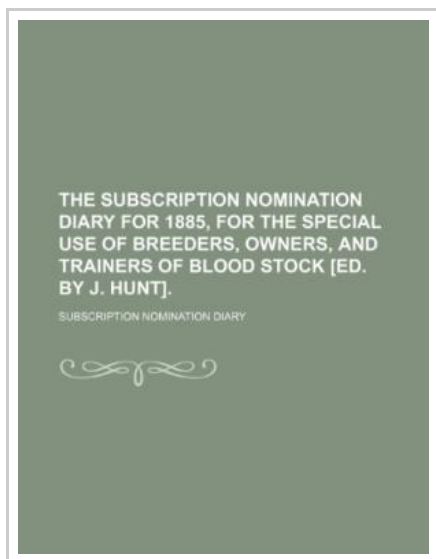 THE SUBSCRIPTION NOMINATION
DIARY FOR 1885, FOR THE SPECIAL
USE OF BREEDERS, OWNERS, AND
TRAINERS OF BLOOD STOCK [ED.
BY J. HUNT].
SUBSCRIPTION NOMINATION DIARY